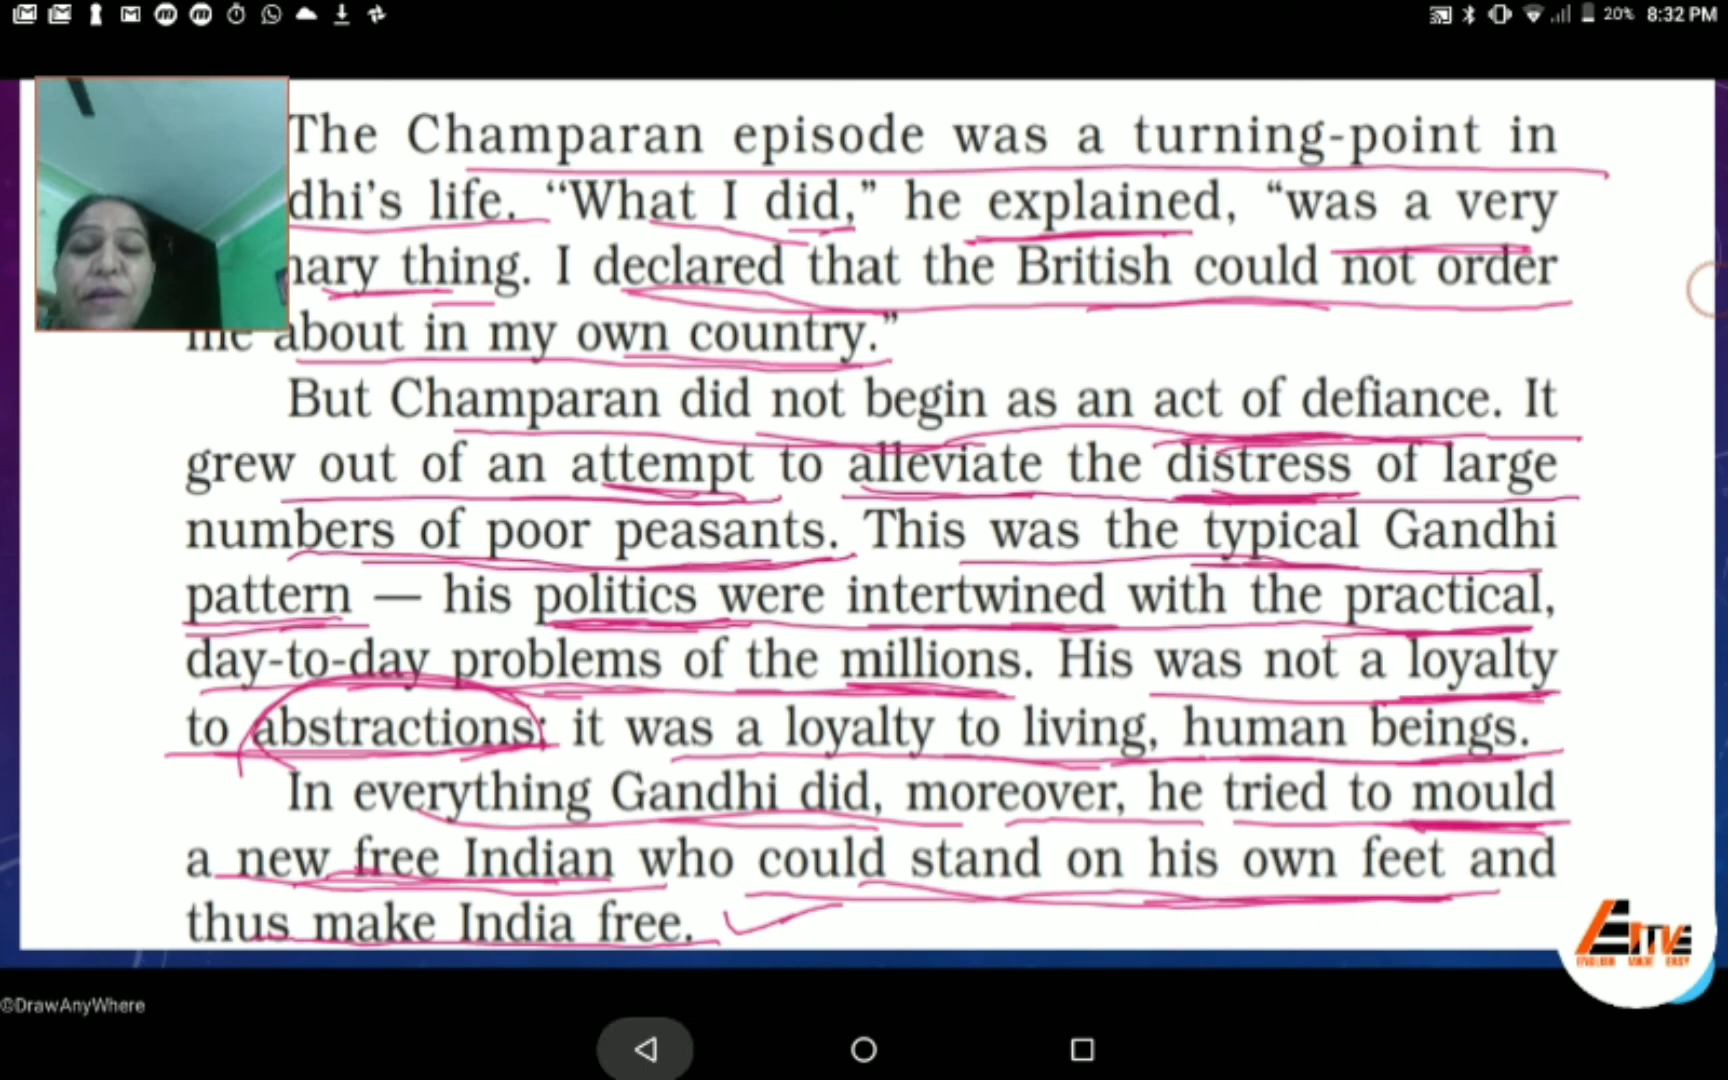 20% 8:32 PM
The Champaran episode was a turning-point in
dhi's life. “What I did,” he explained, “was a very
nary thing. I declared that the British could not order
me about in my own country.”
But Champaran did not begin as an act of defiance. It
grew out of an attempt to alleviate the distress of large
numbers of poor peasants. This was the typical Gandhi
pattern — his politics were intertwined with the practical,
day-to-day problems of the millions. His was not a loyalty
to abstractions; it was a loyalty to living, human beings.
In everything Gandhi did, moreover, he tried to mould
a new free Indian who could stand on his own feet and
thus make India free.
EME
ENGLISH MADE EASY
©DrawAnyWhere